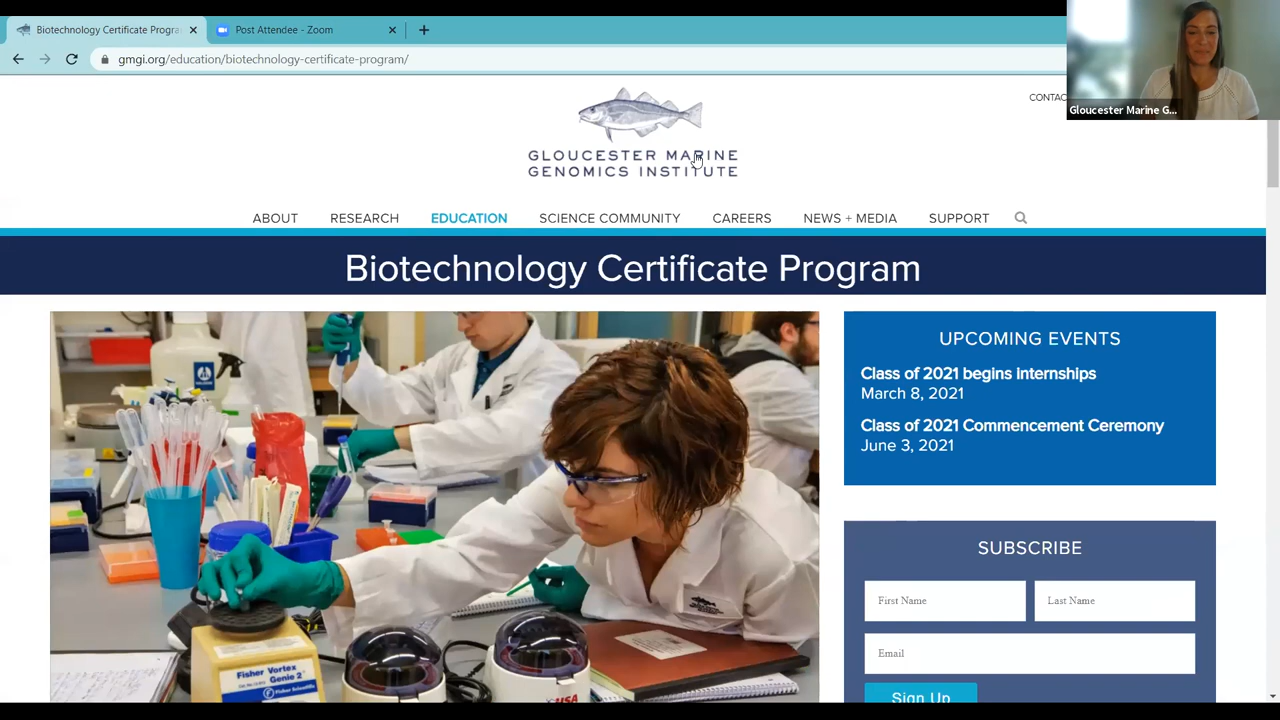 Biotechnology Certificate Progra
Post Attendee - Zoom
gmgi.org/education/biotechnology-certificate-program/
CONTAC
Gloucester Marine G...
GLOUCESTER MARINE
GENOMICS INSTITUTE
ABOUT RESEARCH EDUCATION SCIENCE COMMUNITY CAREERS NEWS + MEDIA SUPPORT
Biotechnology Certificate Program
UPCOMING EVENTS
Class of 2021 begins internships
March 8, 2021
Class of 2021 Commencement Ceremony
June 3, 2021
SUBSCRIBE
First Name Last Name
Email
Sign Up
Fisher Vortex
Genie 2
Fisher Scientific
USA